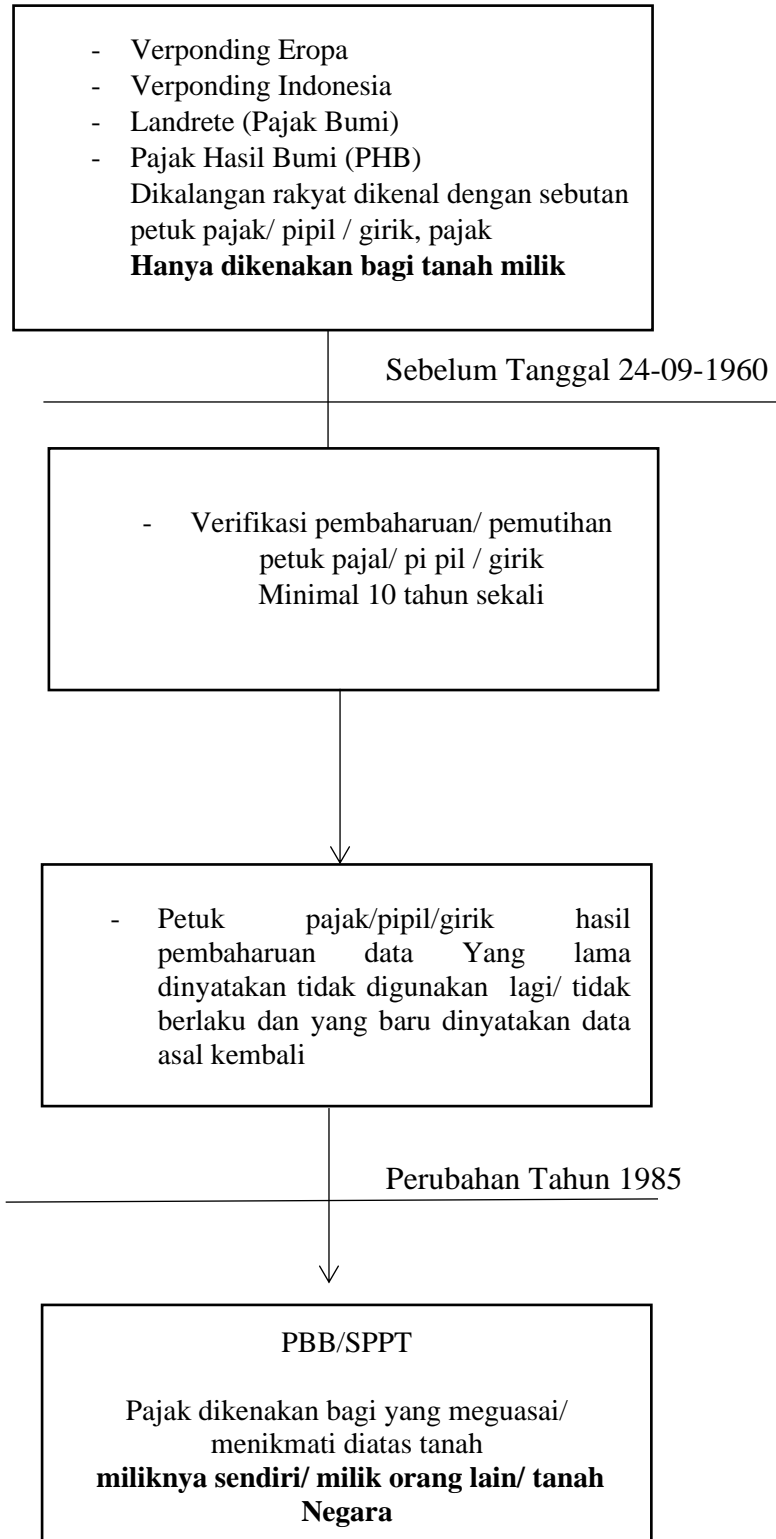 - Verponding Eropa
- Verponding Indonesia
- Landrete (Pajak Bumi)
- Pajak Hasil Bumi (PHB)
Dikalangan rakyat dikenal dengan sebutan
petuk pajak/ pipil / girik, pajak
Hanya dikenakan bagi tanah milik
Sebelum Tanggal 24-09-1960
- Verifikasi pembaharuan/ pemutihan
petuk pajal/ pi pil / girik
Minimal 10 tahun sekali
- Petuk pajak/pipil/girik hasil
pembaharuan data Yang lama
dinyatakan tidak digunakan lagi/ tidak
berlaku dan yang baru dinyatakan data
asal kembali
Perubahan Tahun 1985
PBB/SPPT
Pajak dikenakan bagi yang meguasai/
menikmati diatas tanah
miliknya sendiri/ milik orang lain/ tanah
Negara